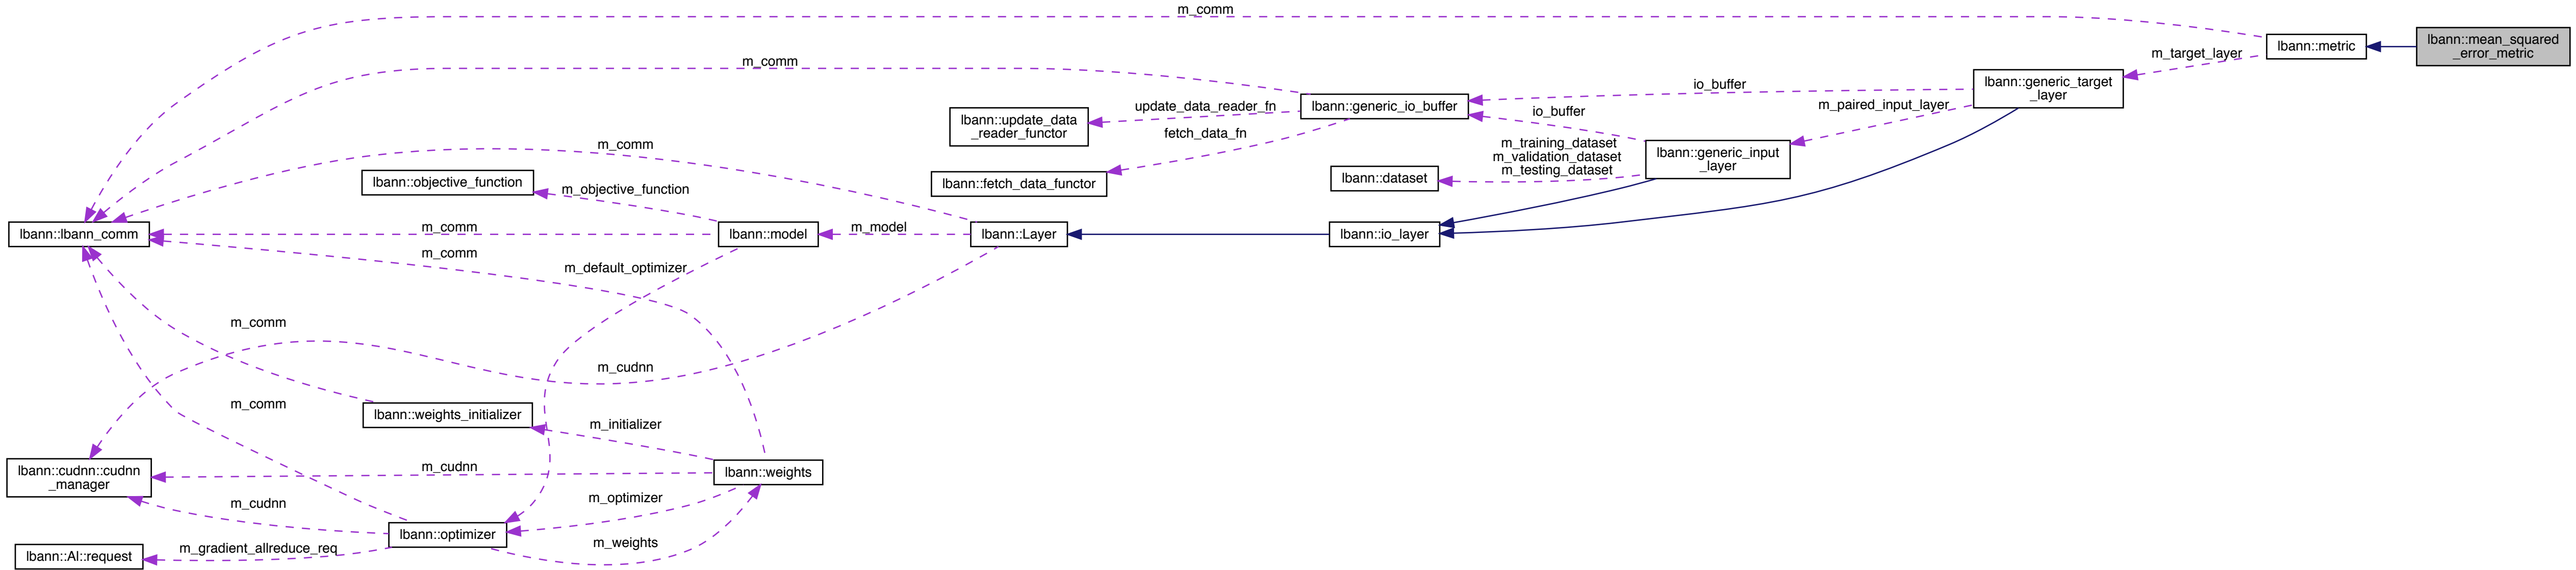 m_comm
lbann::mean_squared
_error_metric
lbann::metric
m_target_layer
m_comm
lbann::generic_target
_layer
io_buffer
lbann::generic_io_buffer
update_data_reader_fn
m_paired_input_layer
io_buffer
lbann::update_data
_reader_functor
fetch_data_fn
m_comm
m_training_dataset
m_validation_dataset
m_testing_dataset
lbann::generic_input
_layer
lbann::dataset
lbann::fetch_data_functor
lbann::objective_function
m_objective_function
lbann::lbann_comm
m_comm
lbann::model
m_model
lbann::Layer
lbann::io_layer
m_comm
m_default_optimizer
m_comm
m_cudnn
m_comm
lbann::weights_initializer
m_initializer
lbann::cudnn::cudnn
_manager
m_cudnn
lbann::weights
m_cudnn
m_optimizer
lbann::optimizer
m_weights
m_gradient_allreduce_req
lbann::Al::request